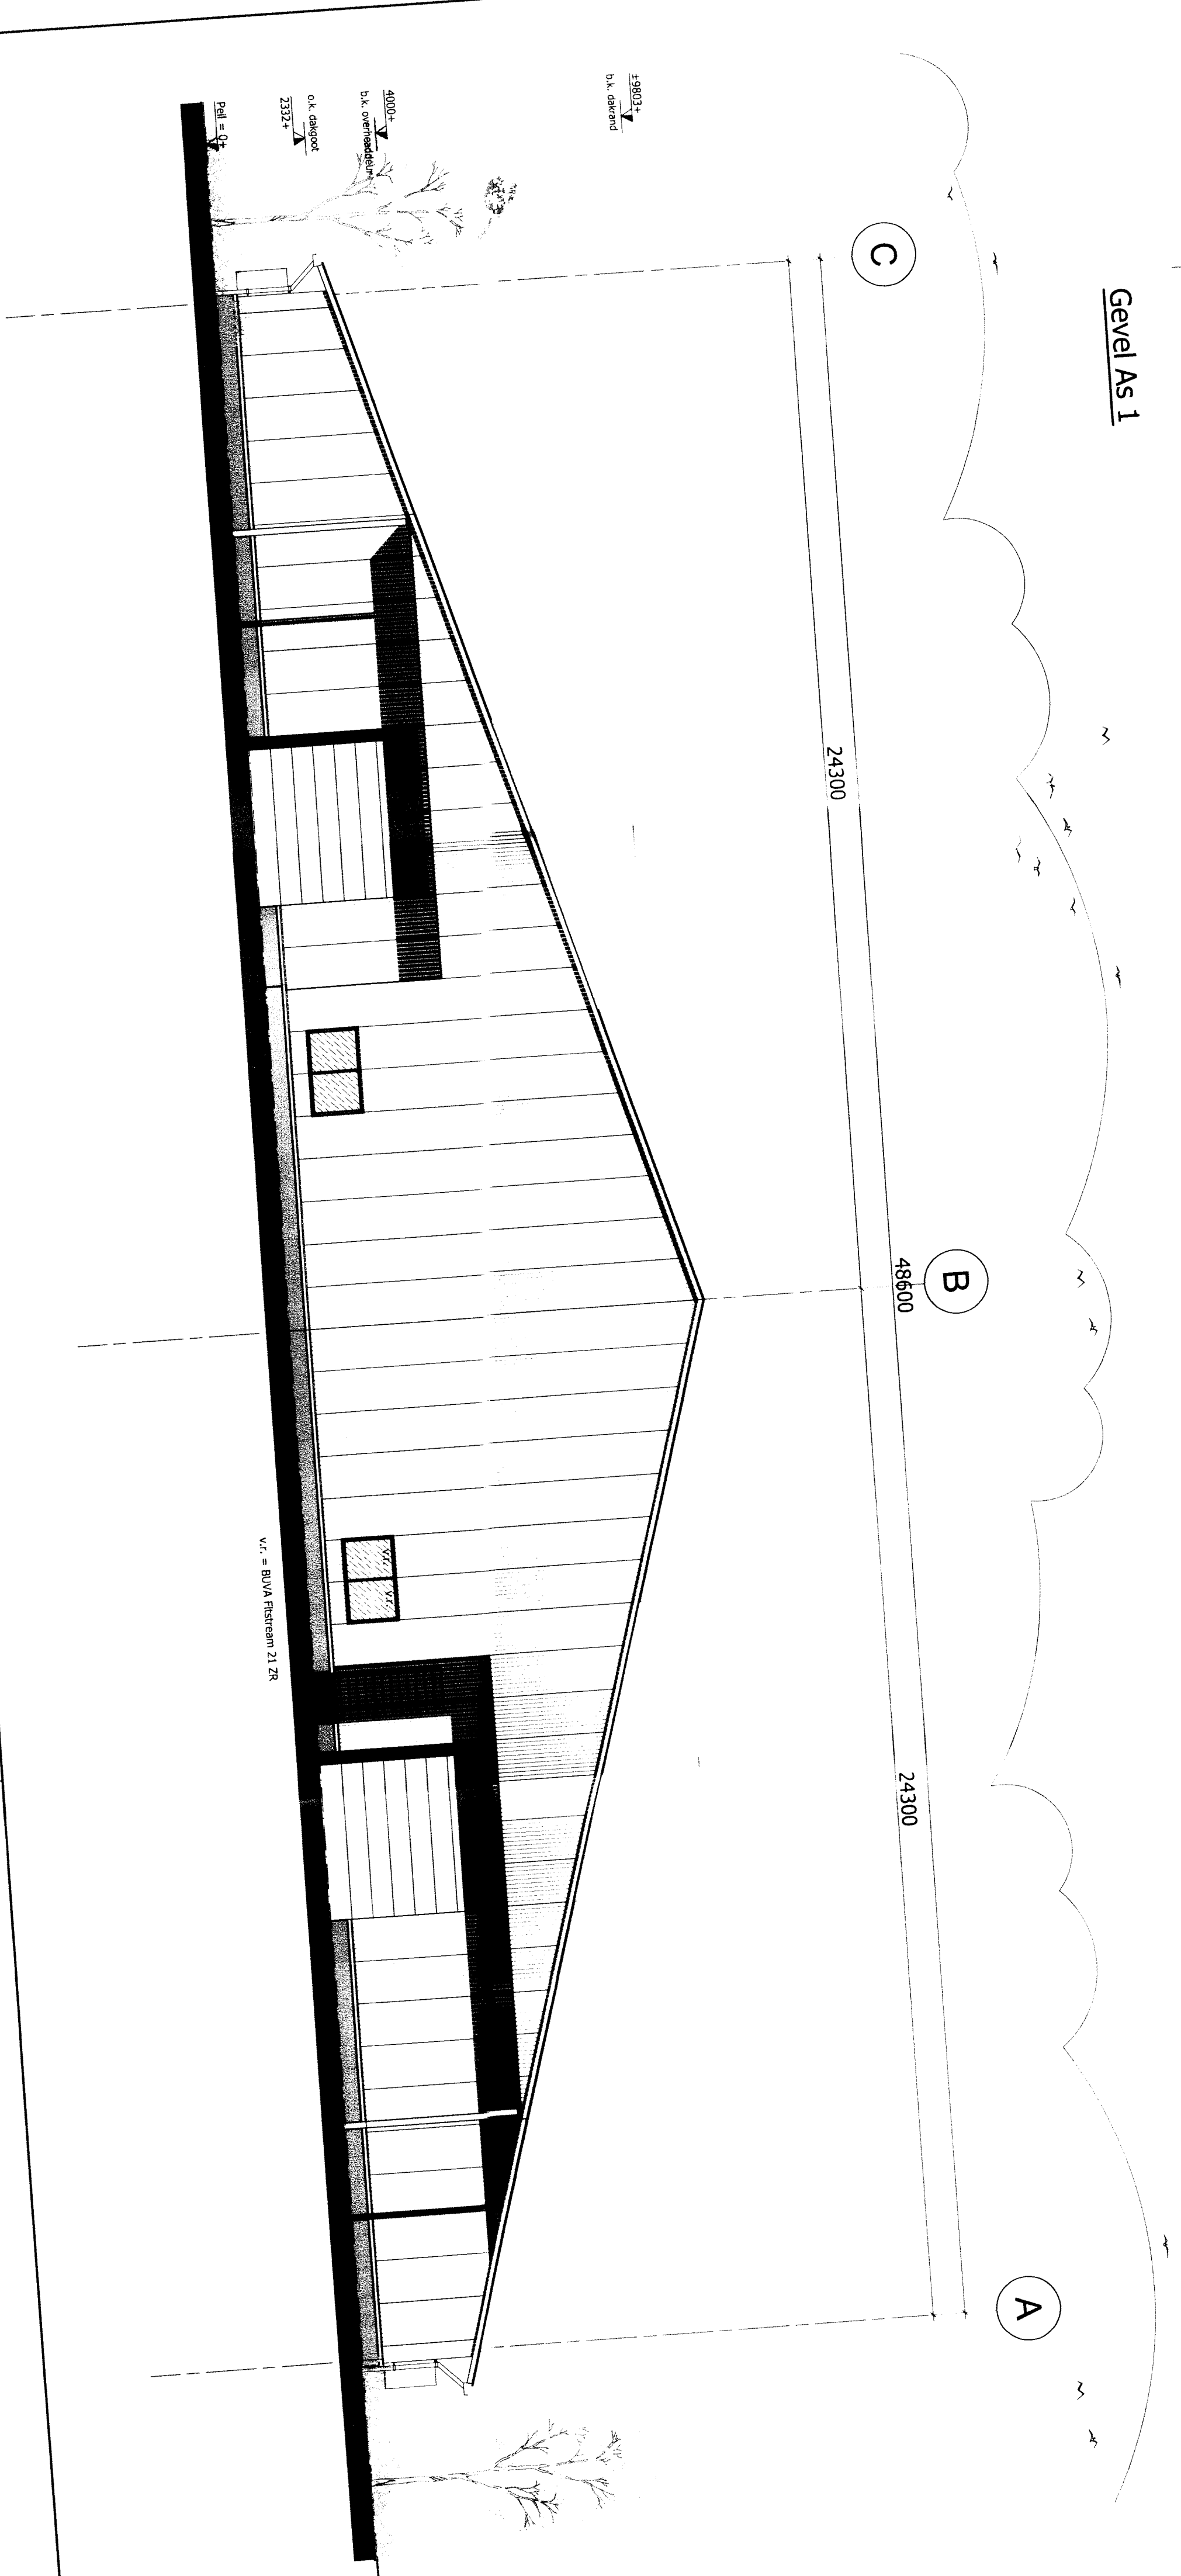 Gevel As 1
C
B
A
48600
24300
24300
±9803+
b.k. dakrand
4000+
b.k. overheaddeur
o.k. dakgoot
2332+
Peil = 0+
v.r.
v.r.
v.r. = BUVA Fitstream 21 ZR